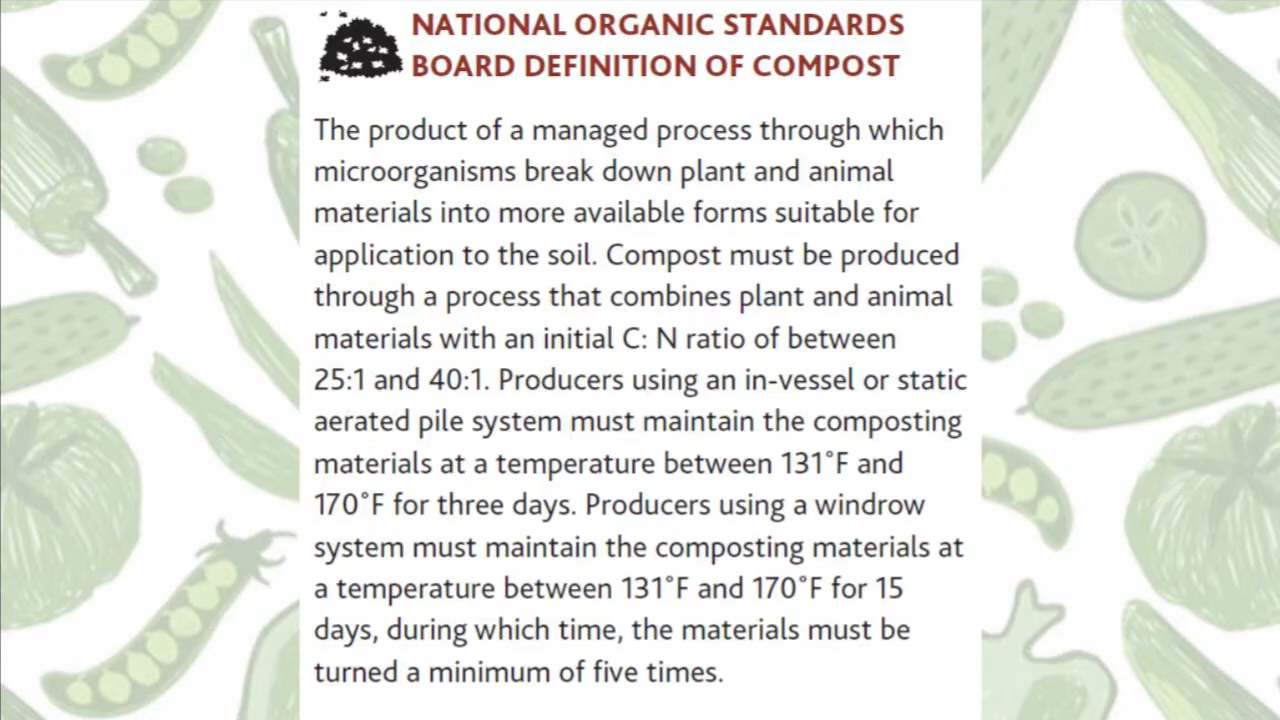 NATIONAL ORGANIC STANDARDS
BOARD DEFINITION OF COMPOST
The product of a managed process through which
microorganisms break down plant and animal
materials into more available forms suitable for
application to the soil. Compost must be produced
through a process that combines plant and animal
materials with an initial C: N ratio of between
25:1 and 40:1. Producers using an in-vessel or static
aerated pile system must maintain the composting
materials at a temperature between 131°F and
170°F for three days. Producers using a windrow
system must maintain the composting materials at
a temperature between 131°F and 170°F for 15
days, during which time, the materials must be
turned a minimum of five times.